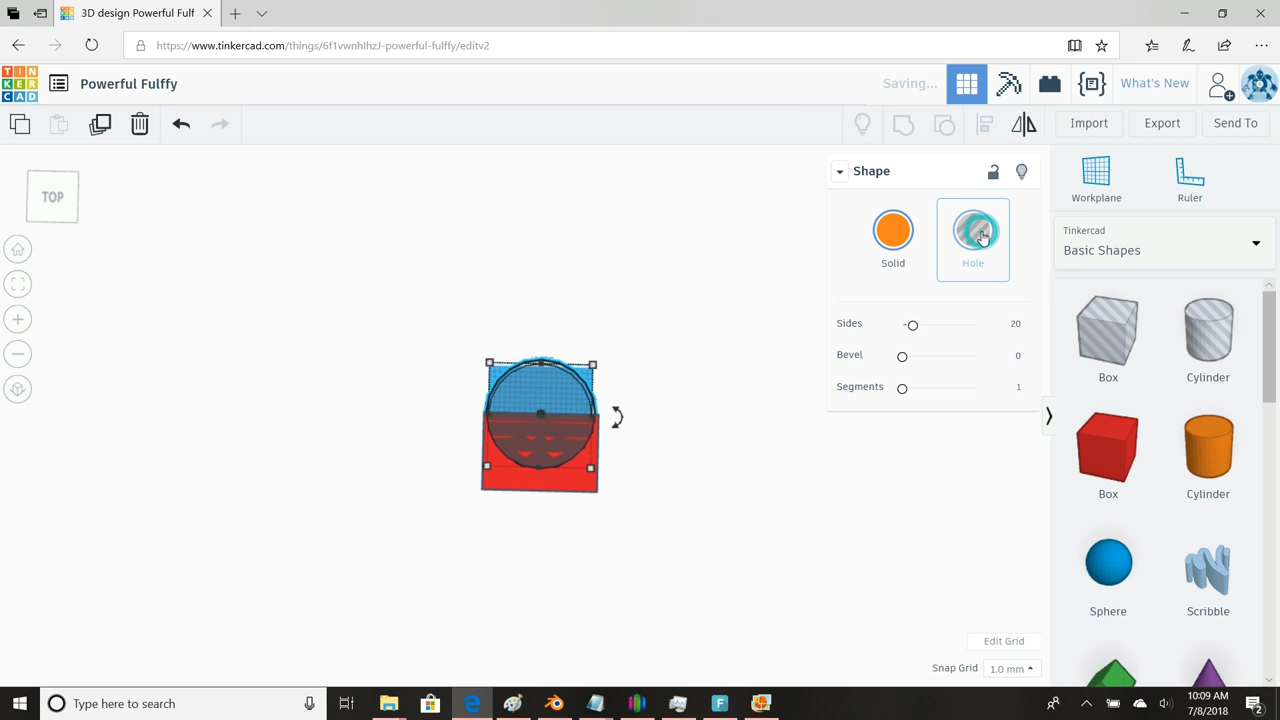 3D design Powerful Fulff
https://www.tinkercad.com/things/6f1vwnhIhzJ-powerful-fulffy/editv2
TIN
KER
CAD
Powerful Fulffy
Saving...
What's New
Import
Export
Send To
TOP
Shape
Solid
Hole
Sides 20
Bevel 0
Segments 1
Workplane
Ruler
Tinkercad
Basic Shapes
Box
Cylinder
Box
Cylinder
Sphere
Scribble
Edit Grid
Snap Grid 1.0 mm
Type here to search
10:09 AM
7/8/2018
2